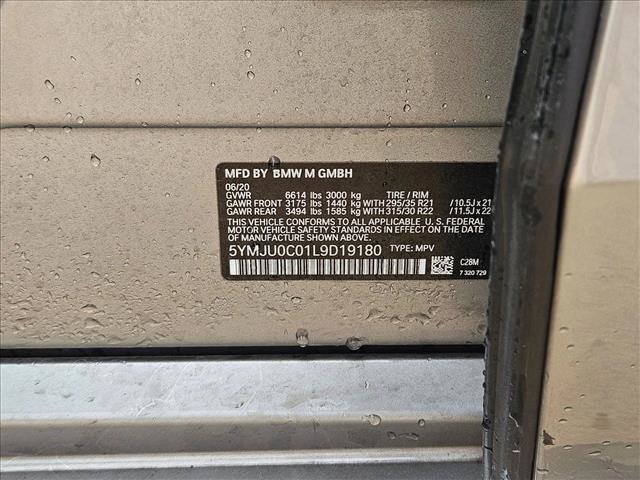 MFD BY BMW M GMBH
06/20
GVWR 6614 lbs 3000 kg TIRE / RIM
GAWR FRONT 3175 lbs 1440 kg WITH 295/35 R21 /10.5J x 21
GAWR REAR 3494 lbs 1585 kg WITH 315/30 R22 /11.5J x 22
THIS VEHICLE CONFORMS TO ALL APPLICABLE U. S. FEDERAL
MOTOR VEHICLE SAFETY STANDARDS IN EFFECT ON THE DATE
OF MANUFACTURE SHOWN ABOVE.
5YMJU0C01L9D19180 TYPE: MPV
C28M
7 320 729